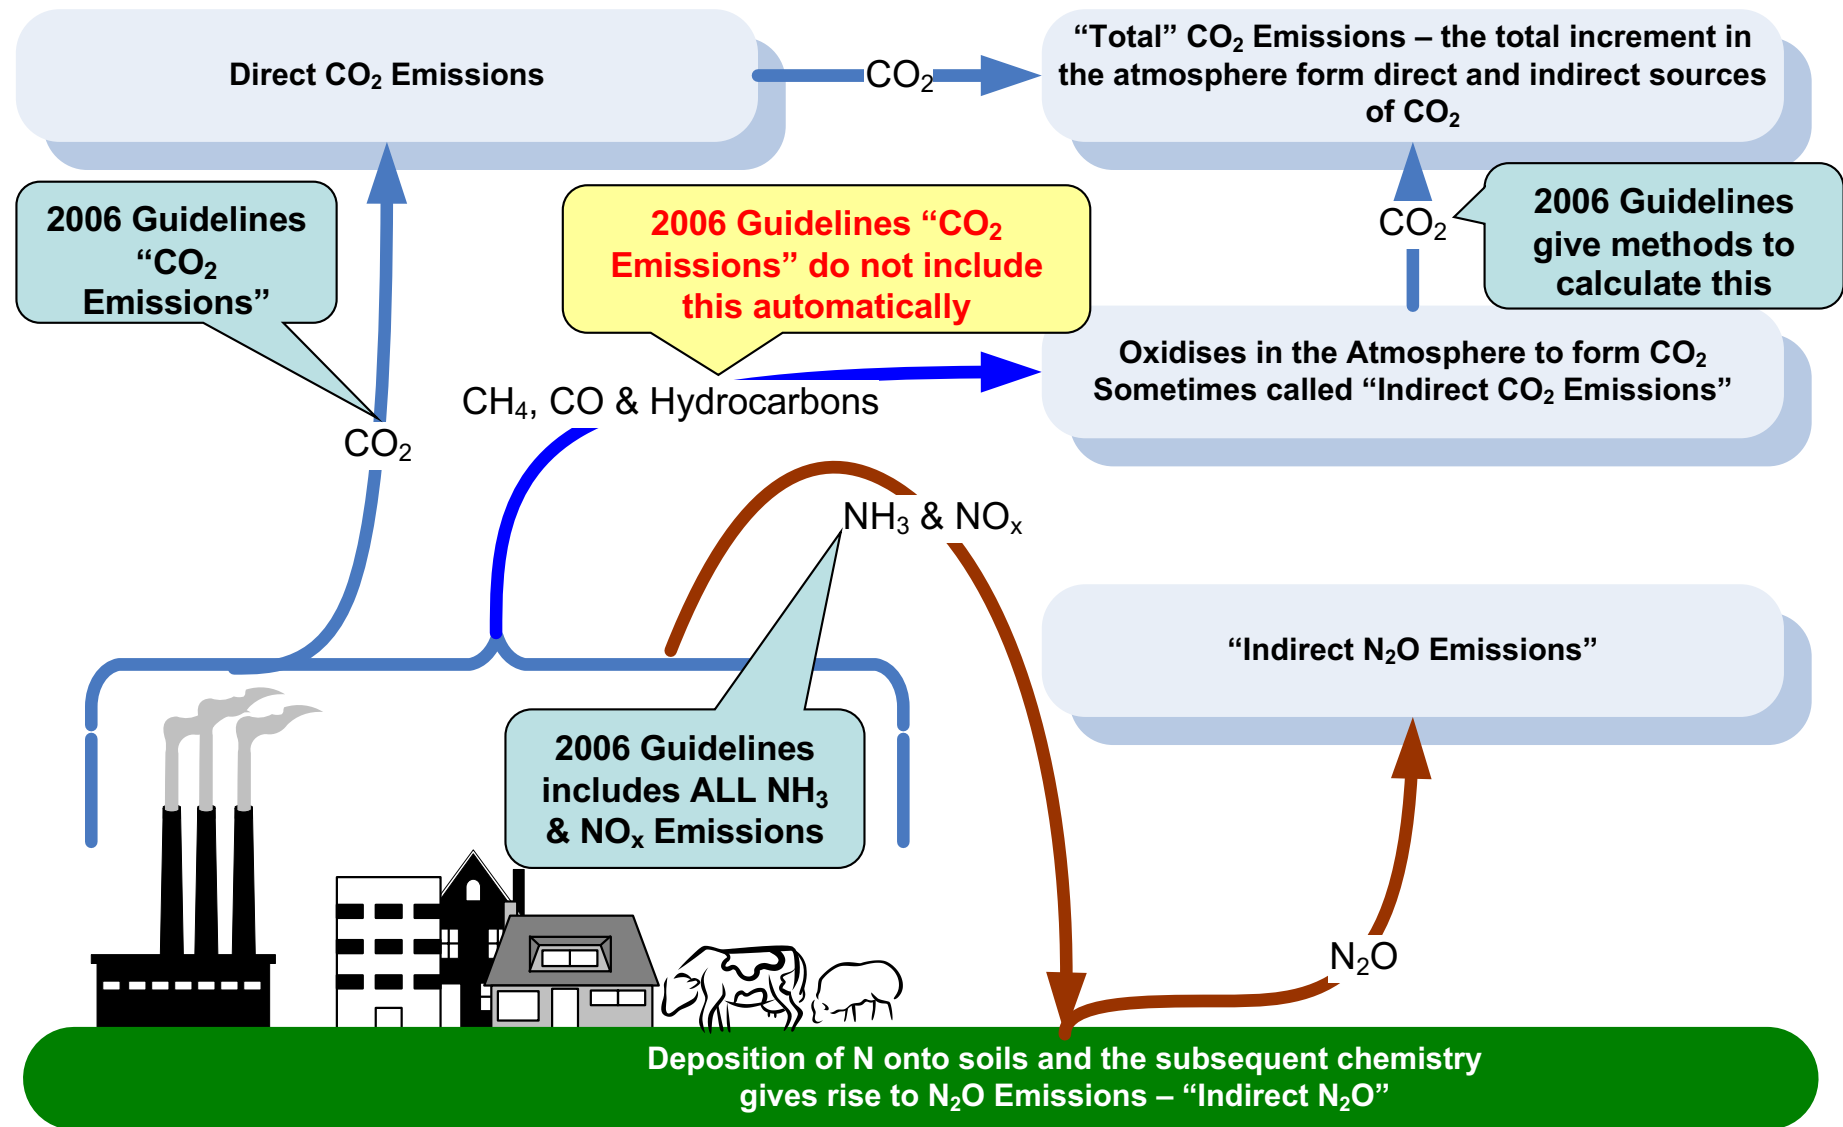 Direct CO₂ Emissions
CO₂
“Total” CO₂ Emissions – the total increment in
the atmosphere form direct and indirect sources
of CO₂
2006 Guidelines
“CO₂
Emissions”
2006 Guidelines “CO₂
Emissions” do not include
this automatically
CO₂
2006 Guidelines
give methods to
calculate this
Oxidises in the Atmosphere to form CO₂
Sometimes called “Indirect CO₂ Emissions”
CH₄, CO & Hydrocarbons
CO₂
NH₃ & NOₓ
“Indirect N₂O Emissions”
2006 Guidelines
includes ALL NH₃
& NOₓ Emissions
N₂O
Deposition of N onto soils and the subsequent chemistry
gives rise to N₂O Emissions – “Indirect N₂O”